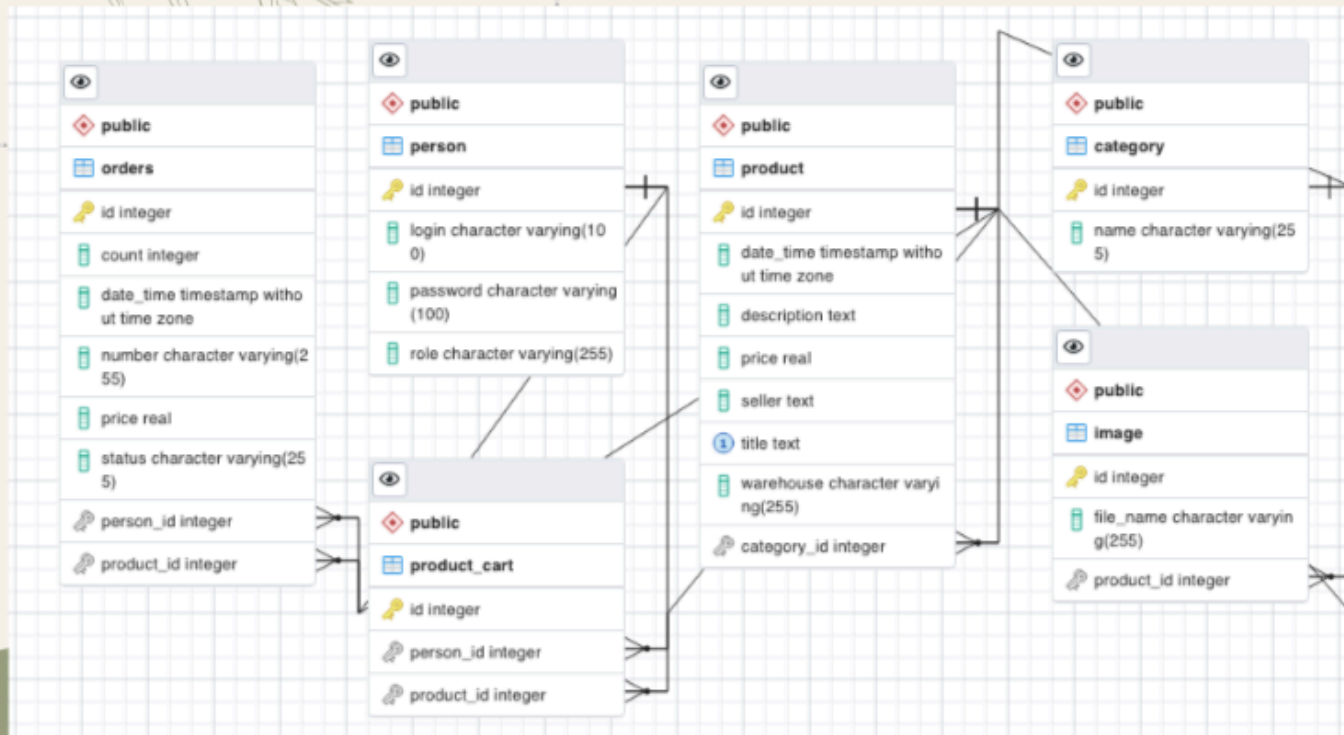 public
orders
id integer
count integer
date_time timestamp witho
ut time zone
number character varying(2
55)
price real
status character varying(25
5)
person_id integer
product_id integer
public
person
id integer
login character varying(10
0)
password character varying
(100)
role character varying(255)
public
product_cart
id integer
person_id integer
product_id integer
public
product
id integer
date_time timestamp witho
ut time zone
description text
price real
seller text
1 title text
warehouse character varyi
ng(255)
category_id integer
public
category
id integer
name character varying(25
5)
public
image
id integer
file_name character varyin
g(255)
product_id integer